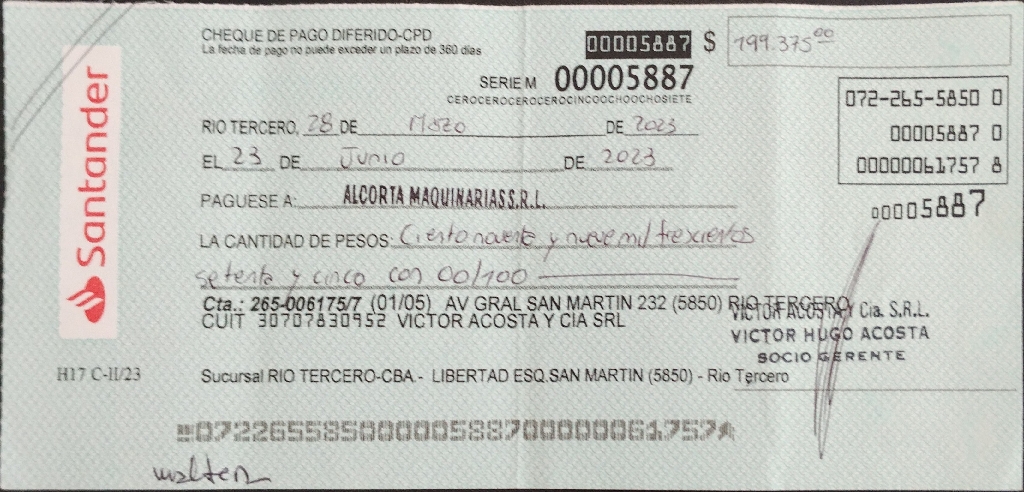 CHEQUE DE PAGO DIFERIDO-CPD
La fecha de pago no puede exceder un plazo de 360 días
00005887 $ 199.375 00
SERIE M 00005887
CEROCEROCEROCEROCINCOOCHOOCHOSIETE
072-265-5850 0
00005887 0
00000061757 8
RIO TERCERO, 28 DE Marzo DE 2023
EL 23 DE Junio DE 2023
PAGUESE A: ALCORTA MAQUINARIAS S.R.L.
00005887
LA CANTIDAD DE PESOS: Ciento noventa y nueve mil trescientos
setenta y cinco con 00/100
Cta.: 265-006175/7 (01/05) AV GRAL SAN MARTIN 232 (5850) RIO TERCERO
CUIT 30707830952 VICTOR ACOSTA Y CIA SRL
VICTOR ACOSTA Y Cia. S.R.L.
VICTOR HUGO ACOSTA
SOCIO GERENTE
Santander
H17 C-II/23
Sucursal RIO TERCERO-CBA.- LIBERTAD ESQ.SAN MARTIN (5850) - Rio Tercero
07226558500000588700000061757
walter